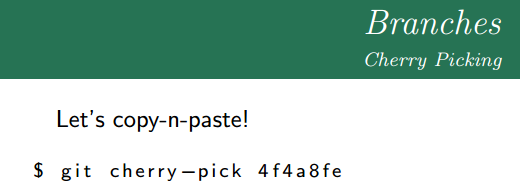 Branches
Cherry Picking
Let's copy-n-paste!
$ git cherry−pick 4f4a8fe